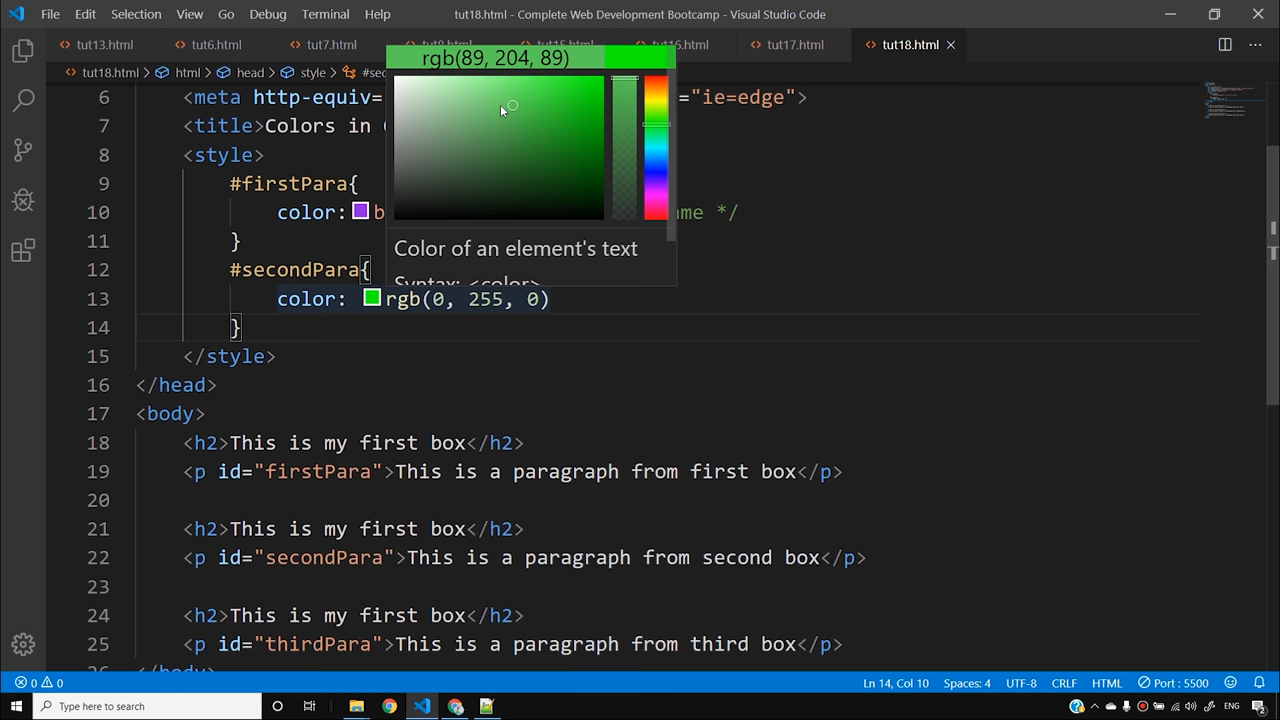 File Edit Selection View Go Debug Terminal Help tut18.html - Complete Web Development Bootcamp - Visual Studio Code
tut13.html tut6.html tut7.html tut8.html tut15.html tut16.html tut17.html tut18.html
tut18.html > html > head > style >
rgb(89, 204, 89)
6 <meta http-equiv= "ie=edge">
7 <title>Colors in
8 <style>
9 #firstPara{
10 color: me */
11 }
Color of an element's text
12 #secondPara{
Syntax: <color>
13 color: rgb(0, 255, 0)
14 }
15 </style>
16 </head>
17 <body>
18 <h2>This is my first box</h2>
19 <p id="firstPara">This is a paragraph from first box</p>
20
21 <h2>This is my first box</h2>
22 <p id="secondPara">This is a paragraph from second box</p>
23
24 <h2>This is my first box</h2>
25 <p id="thirdPara">This is a paragraph from third box</p>
0 0 Ln 14, Col 10 Spaces: 4 UTF-8 CRLF HTML Port : 5500
Type here to search ENG